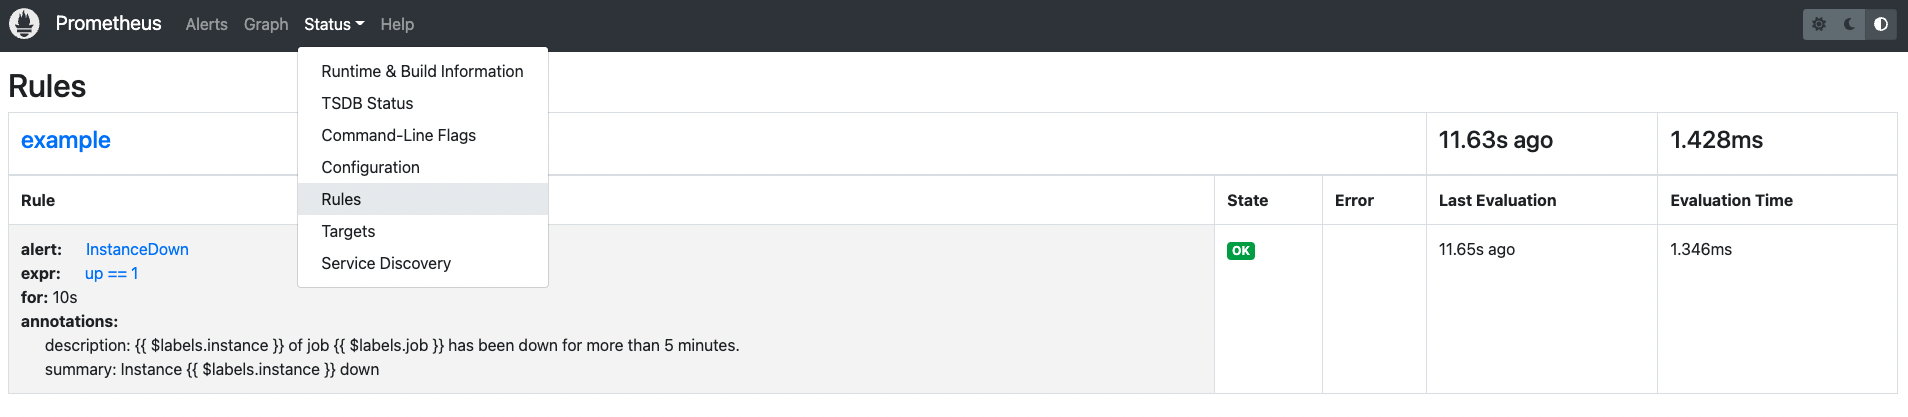 Prometheus Alerts Graph Status Help
Runtime & Build Information
TSDB Status
Command-Line Flags
Configuration
Rules
Targets
Service Discovery
Rules
example 11.63s ago 1.428ms
Rule State Error Last Evaluation Evaluation Time
alert: InstanceDown OK 11.65s ago 1.346ms
expr: up == 1
for: 10s
annotations:
description: {{ $labels.instance }} of job {{ $labels.job }} has been down for more than 5 minutes.
summary: Instance {{ $labels.instance }} down